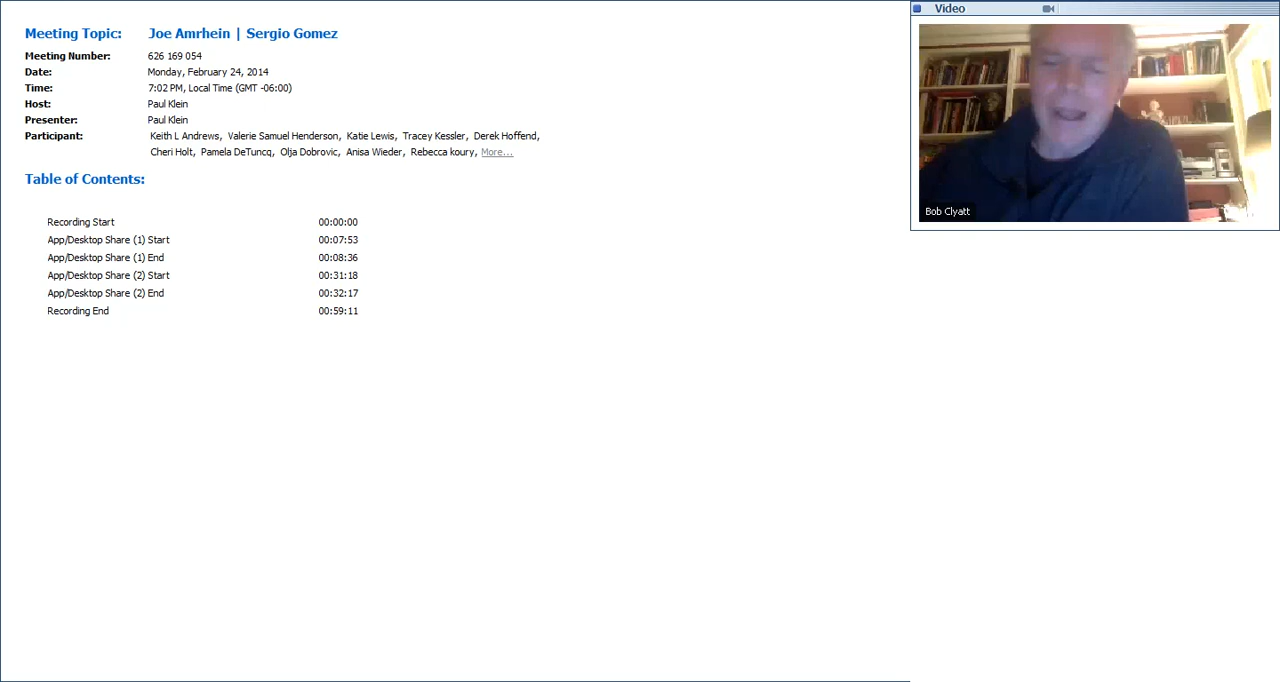 Meeting Topic: Joe Amrhein | Sergio Gomez
Meeting Number: 626 169 054
Date: Monday, February 24, 2014
Time: 7:02 PM, Local Time (GMT -06:00)
Host: Paul Klein
Presenter: Paul Klein
Participant: Keith L Andrews, Valerie Samuel Henderson, Katie Lewis, Tracey Kessler, Derek Hoffend,
Cheri Holt, Pamela DeTuncq, Olja Dobrovic, Anisa Wieder, Rebecca koury, More...
Table of Contents:
Recording Start 00:00:00
App/Desktop Share (1) Start 00:07:53
App/Desktop Share (1) End 00:08:36
App/Desktop Share (2) Start 00:31:18
App/Desktop Share (2) End 00:32:17
Recording End 00:59:11
Video
Bob Clyatt